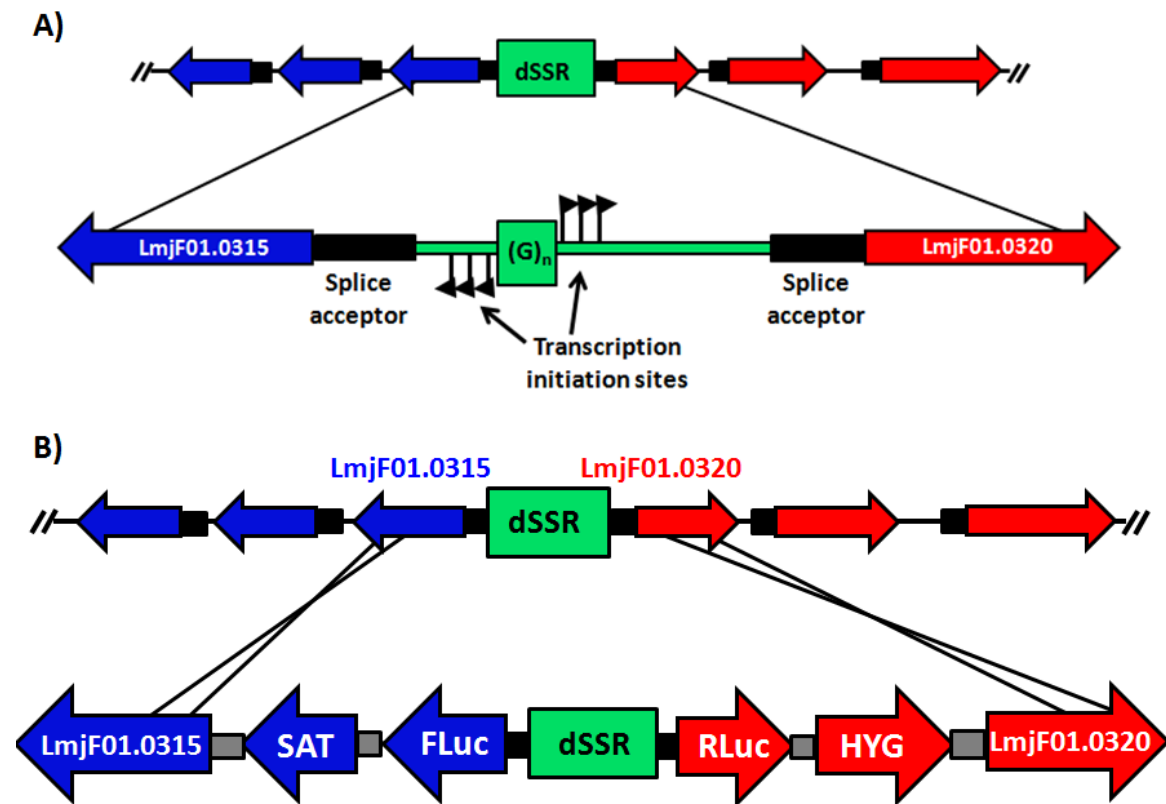 A)
dSSR
LmjF01.0315
(G)n
LmjF01.0320
Splice
acceptor
Splice
acceptor
Transcription
initiation sites
B)
LmjF01.0315
LmjF01.0320
dSSR
LmjF01.0315
SAT
FLuc
dSSR
RLuc
HYG
LmjF01.0320